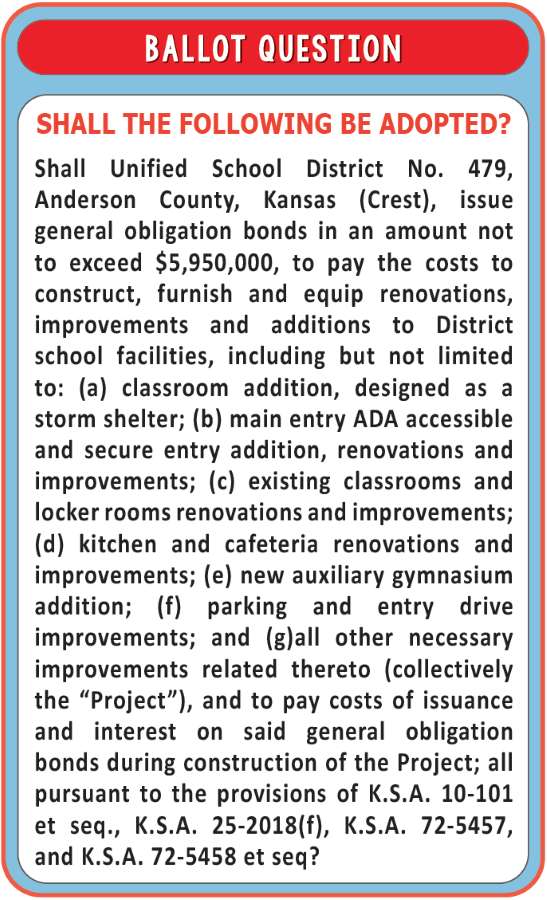 BALLOT QUESTION
SHALL THE FOLLOWING BE ADOPTED?
Shall Unified School District No. 479,
Anderson County, Kansas (Crest), issue
general obligation bonds in an amount not
to exceed $5,950,000, to pay the costs to
construct, furnish and equip renovations,
improvements and additions to District
school facilities, including but not limited
to: (a) classroom addition, designed as a
storm shelter; (b) main entry ADA accessible
and secure entry addition, renovations and
improvements; (c) existing classrooms and
locker rooms renovations and improvements;
(d) kitchen and cafeteria renovations and
improvements; (e) new auxiliary gymnasium
addition; (f) parking and entry drive
improvements; and (g)all other necessary
improvements related thereto (collectively
the “Project”), and to pay costs of issuance
and interest on said general obligation
bonds during construction of the Project; all
pursuant to the provisions of K.S.A. 10-101
et seq., K.S.A. 25-2018(f), K.S.A. 72-5457,
and K.S.A. 72-5458 et seq?